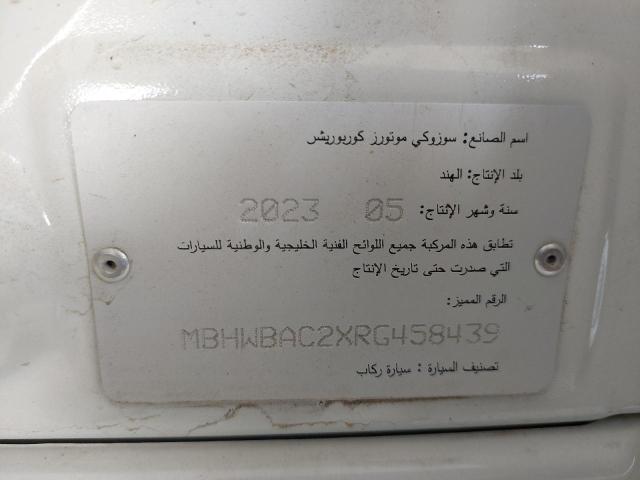 اسم الصانع: سوزوكي موتورز كوربوريشن
بلد الإنتاج: الهند
سنة وشهر الإنتاج: 05 2023
تطابق هذه المركبة جميع اللوائح الفنية الخليجية والوطنية للسيارات
التي صدرت حتى تاريخ الإنتاج
الرقم المميز:
MBHWBAC2XRG458439
تصنيف السيارة : سيارة ركاب